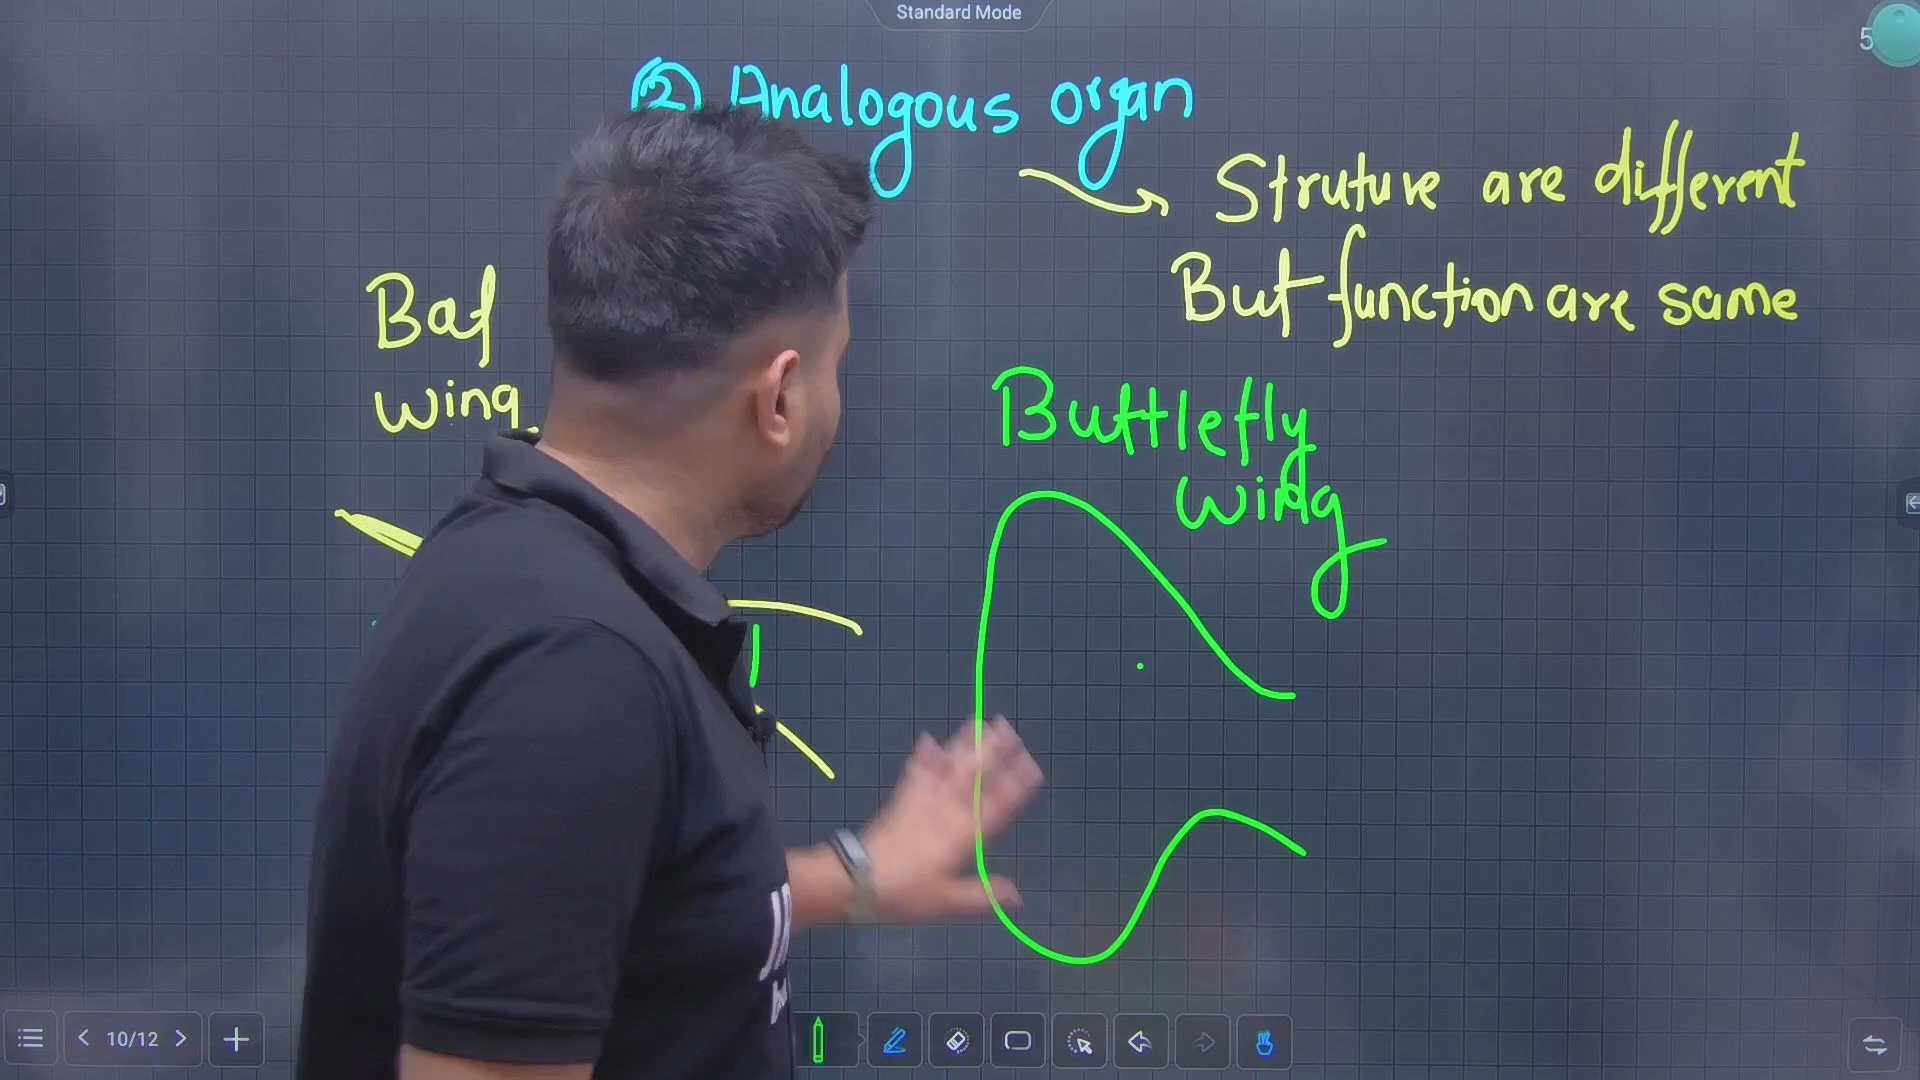 Standard Mode
5
② Analogous organ
Struture are different
But function are same
Bat
wing
Buttlefly
wing
10/12